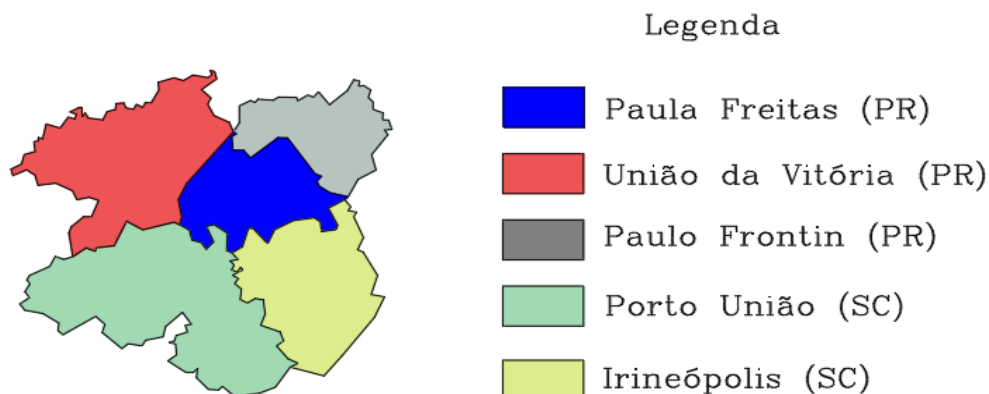 Legenda
Paula Freitas (PR)
União da Vitória (PR)
Paulo Frontin (PR)
Porto União (SC)
Irineópolis (SC)